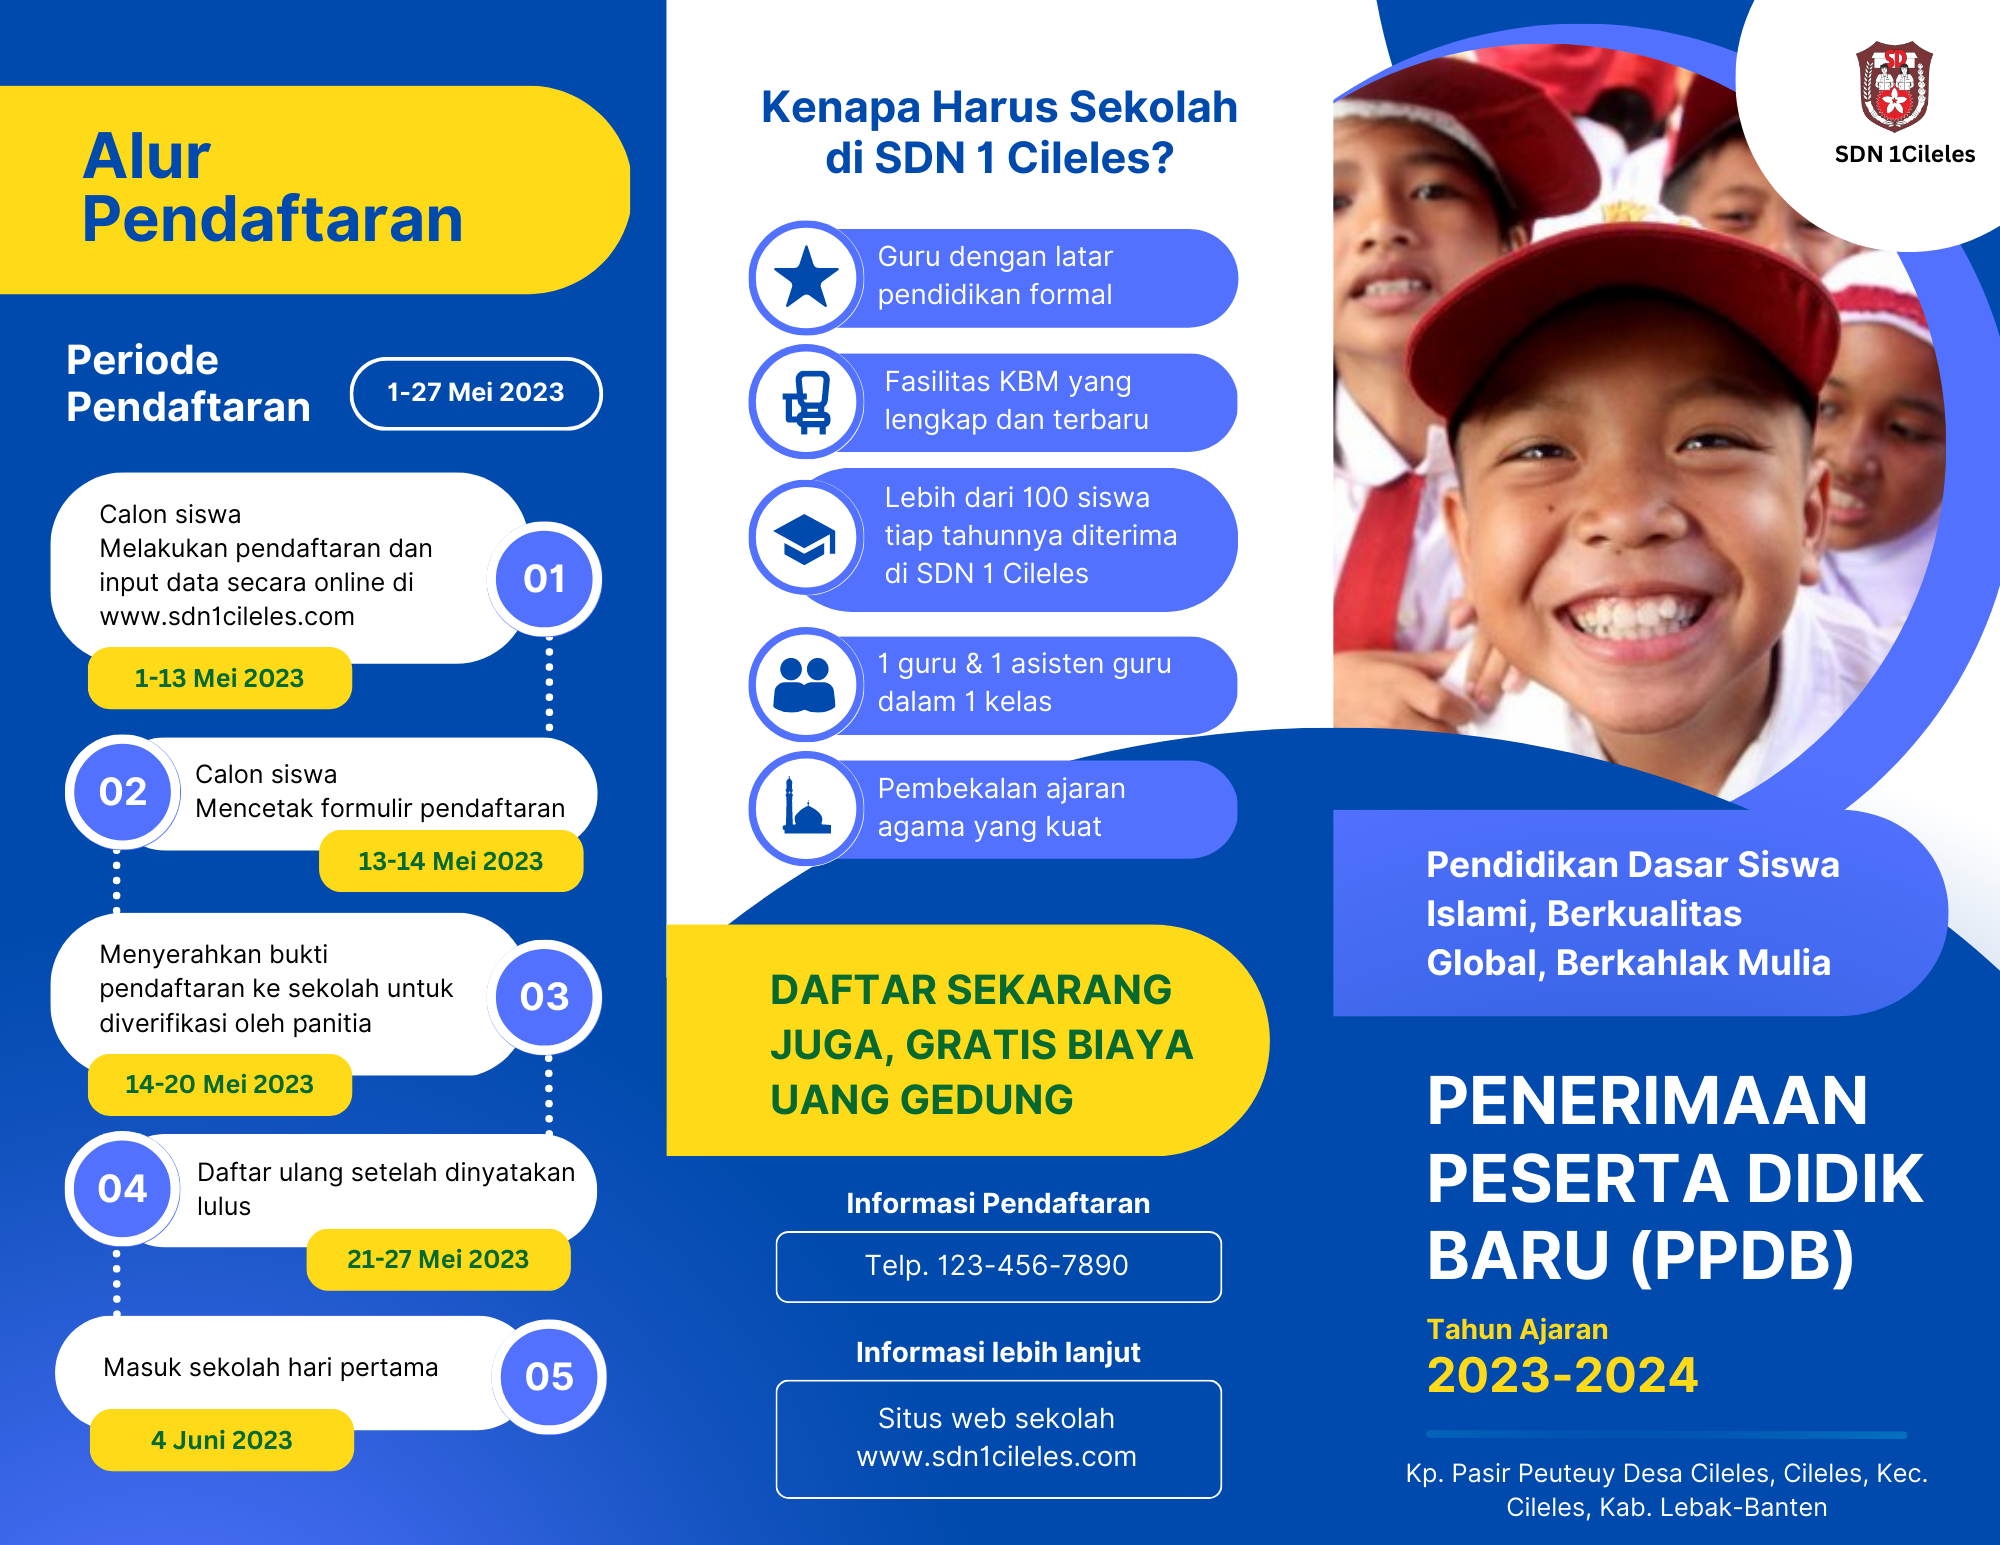 Alur
Pendaftaran
Periode
Pendaftaran
1-27 Mei 2023
Calon siswa
Melakukan pendaftaran dan
input data secara online di
www.sdn1cileles.com
01
1-13 Mei 2023
02
Calon siswa
Mencetak formulir pendaftaran
13-14 Mei 2023
Menyerahkan bukti
pendaftaran ke sekolah untuk
diverifikasi oleh panitia
03
14-20 Mei 2023
04
Daftar ulang setelah dinyatakan
lulus
21-27 Mei 2023
Masuk sekolah hari pertama
05
4 Juni 2023
Kenapa Harus Sekolah
di SDN 1 Cileles?
Guru dengan latar
pendidikan formal
Fasilitas KBM yang
lengkap dan terbaru
Lebih dari 100 siswa
tiap tahunnya diterima
di SDN 1 Cileles
1 guru & 1 asisten guru
dalam 1 kelas
Pembekalan ajaran
agama yang kuat
DAFTAR SEKARANG
JUGA, GRATIS BIAYA
UANG GEDUNG
Informasi Pendaftaran
Telp. 123-456-7890
Informasi lebih lanjut
Situs web sekolah
www.sdn1cileles.com
SD
SDN 1Cileles
Pendidikan Dasar Siswa
Islami, Berkualitas
Global, Berkahlak Mulia
PENERIMAAN
PESERTA DIDIK
BARU (PPDB)
Tahun Ajaran
2023-2024
Kp. Pasir Peuteuy Desa Cileles, Cileles, Kec.
Cileles, Kab. Lebak-Banten